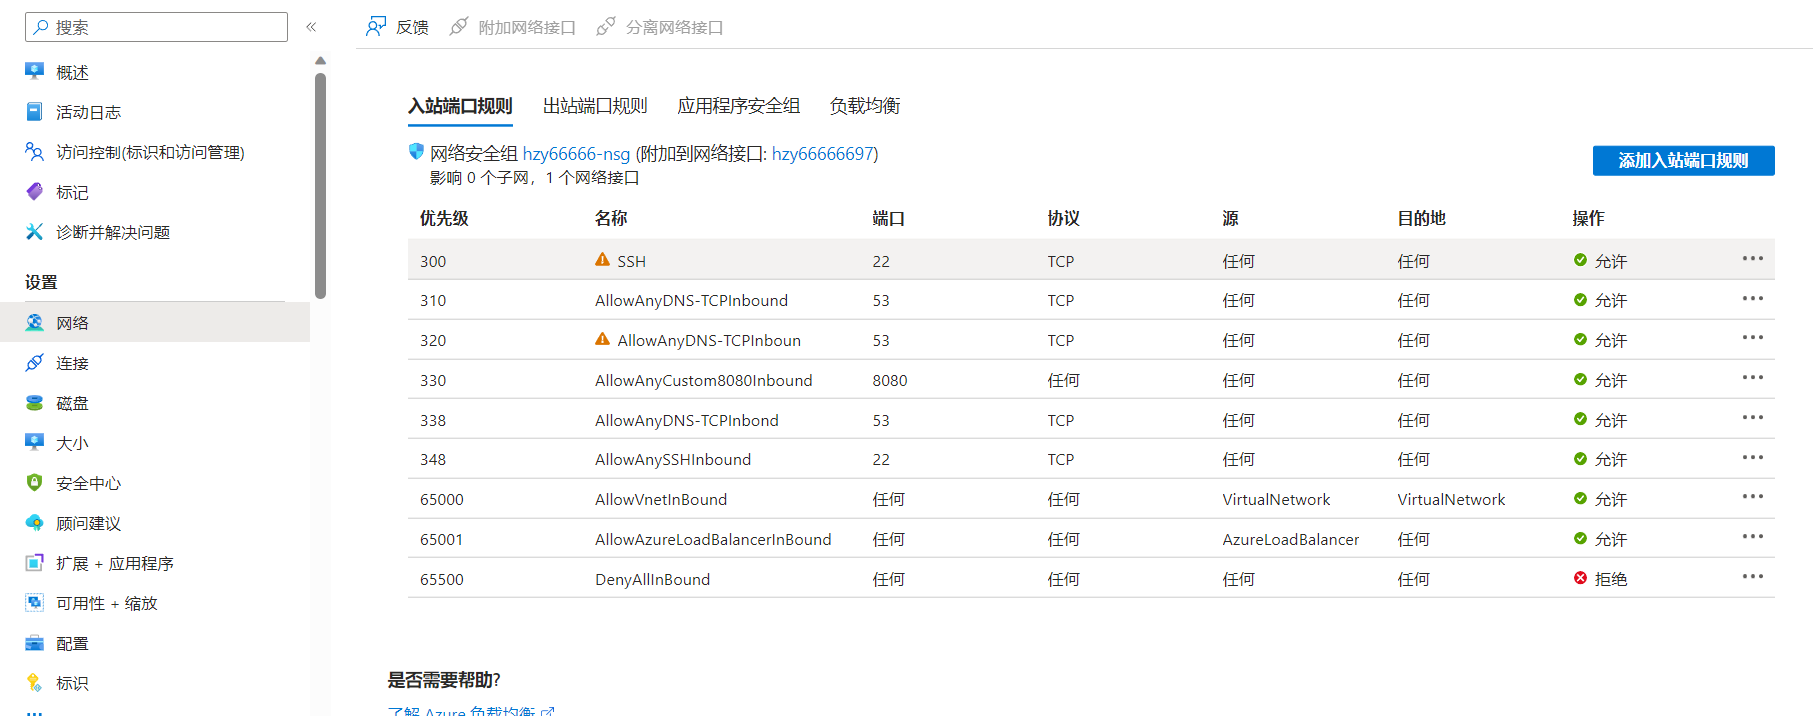 搜索
«
反馈
附加网络接口
分离网络接口
概述
活动日志
访问控制(标识和访问管理)
标记
诊断并解决问题
设置
网络
连接
磁盘
大小
安全中心
顾问建议
扩展 + 应用程序
可用性 + 缩放
配置
标识
入站端口规则 出站端口规则 应用程序安全组 负载均衡
网络安全组 hzy66666-nsg (附加到网络接口: hzy66666697)
影响 0 个子网，1 个网络接口
添加入站端口规则
优先级 名称 端口 协议 源 目的地 操作
300 SSH 22 TCP 任何 任何 允许 ···
310 AllowAnyDNS-TCPInbound 53 TCP 任何 任何 允许 ···
320 AllowAnyDNS-TCPInboun 53 TCP 任何 任何 允许 ···
330 AllowAnyCustom8080Inbound 8080 任何 任何 任何 允许 ···
338 AllowAnyDNS-TCPInbond 53 TCP 任何 任何 允许 ···
348 AllowAnySSHInbound 22 TCP 任何 任何 允许 ···
65000 AllowVnetInBound 任何 任何 VirtualNetwork VirtualNetwork 允许 ···
65001 AllowAzureLoadBalancerInBound 任何 任何 AzureLoadBalancer 任何 允许 ···
65500 DenyAllInBound 任何 任何 任何 任何 拒绝 ···
是否需要帮助?
了解 Azure 负载均衡